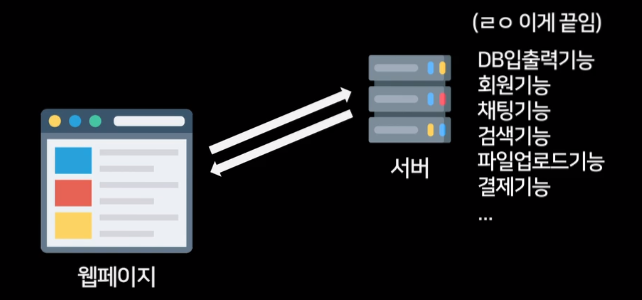 (ㄹㅇ 이게 끝임)
DB입출력기능
회원기능
채팅기능
검색기능
파일업로드기능
결제기능
...
서버
웹페이지